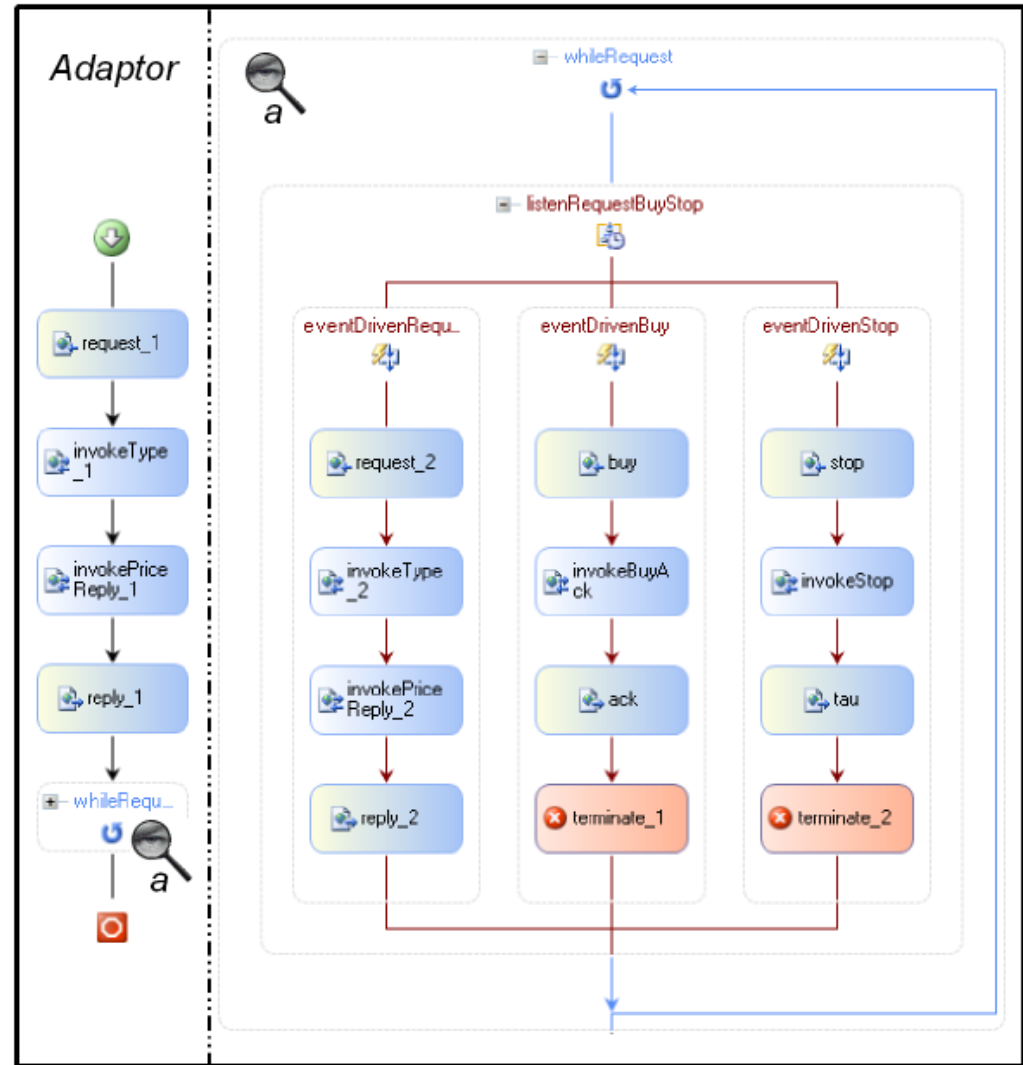 Adaptor
request_1
invokeType
_1
invokePrice
Reply_1
reply_1
whileRequ...
a
a
whileRequest
listenRequestBuyStop
eventDrivenRequ...
request_2
invokeType
_2
invokePrice
Reply_2
reply_2
eventDrivenBuy
buy
invokeBuyA
ck
ack
terminate_1
eventDrivenStop
stop
invokeStop
tau
terminate_2